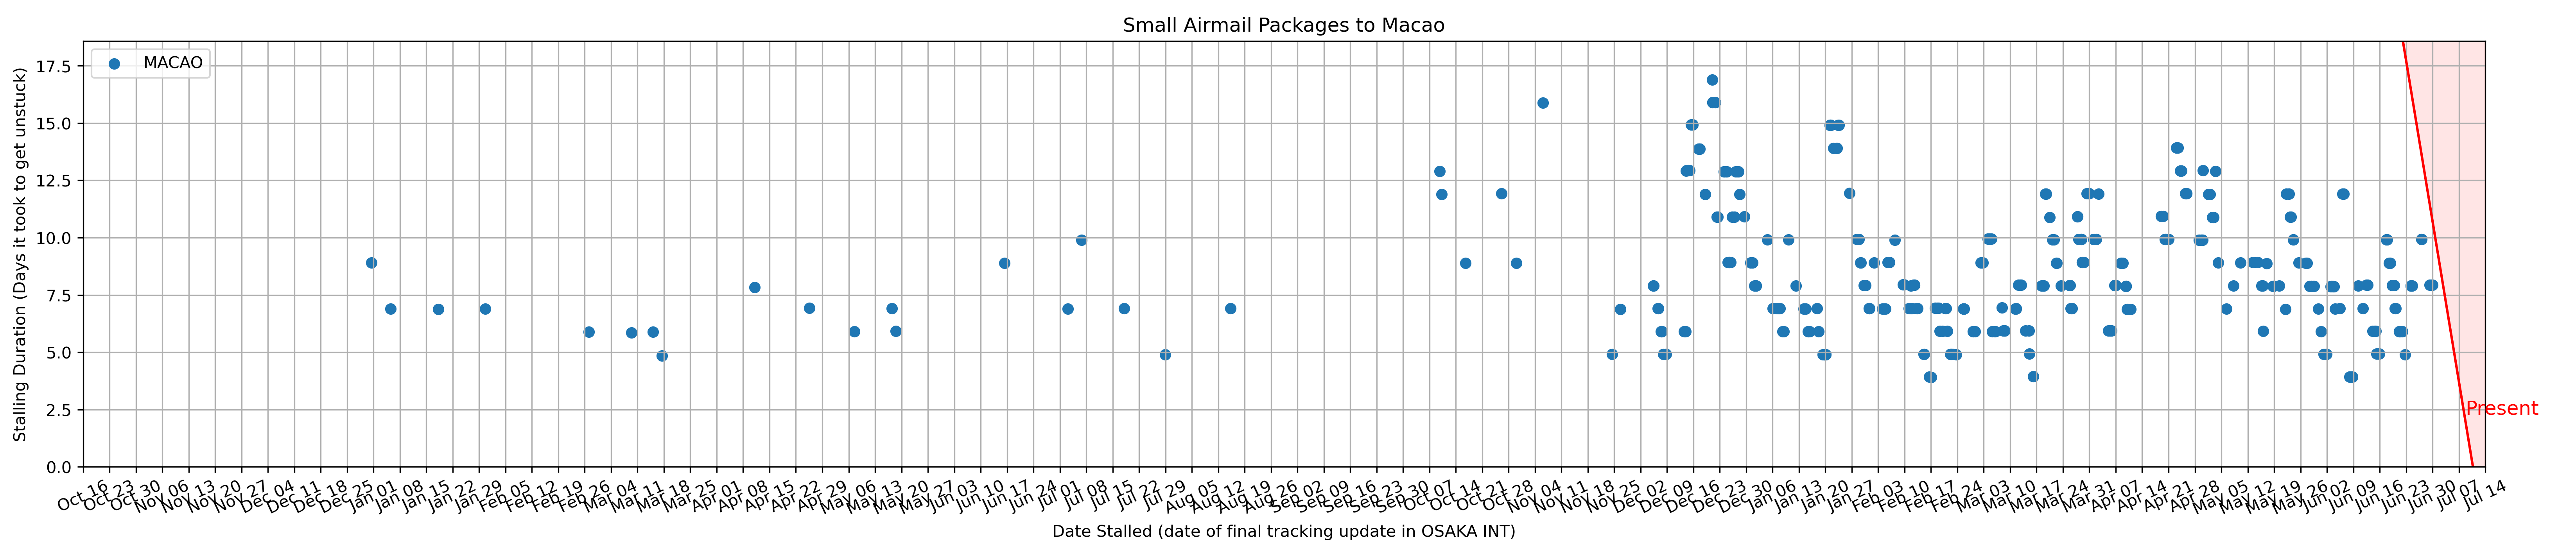 Small Airmail Packages to Macao
MACAO
Stalling Duration (Days it took to get unstuck)
17.5
15.0
12.5
10.0
7.5
5.0
2.5
0.0
Present
Oct 16
Oct 23
Oct 30
Nov 06
Nov 13
Nov 20
Nov 27
Dec 04
Dec 11
Dec 18
Dec 25
Jan 01
Jan 08
Jan 15
Jan 22
Jan 29
Feb 05
Feb 12
Feb 19
Feb 26
Mar 04
Mar 11
Mar 18
Mar 25
Apr 01
Apr 08
Apr 15
Apr 22
Apr 29
May 06
May 13
May 20
May 27
Jun 03
Jun 10
Jun 17
Jun 24
Jul 01
Jul 08
Jul 15
Jul 22
Jul 29
Aug 05
Aug 12
Aug 19
Aug 26
Sep 02
Sep 09
Sep 16
Sep 23
Sep 30
Oct 07
Oct 14
Oct 21
Oct 28
Nov 04
Nov 11
Nov 18
Nov 25
Dec 02
Dec 09
Dec 16
Dec 23
Dec 30
Jan 06
Jan 13
Jan 20
Jan 27
Feb 03
Feb 10
Feb 17
Feb 24
Mar 03
Mar 10
Mar 17
Mar 24
Mar 31
Apr 07
Apr 14
Apr 21
Apr 28
May 05
May 12
May 19
May 26
Jun 02
Jun 09
Jun 16
Jun 23
Jun 30
Jul 07
Jul 14
Date Stalled (date of final tracking update in OSAKA INT)